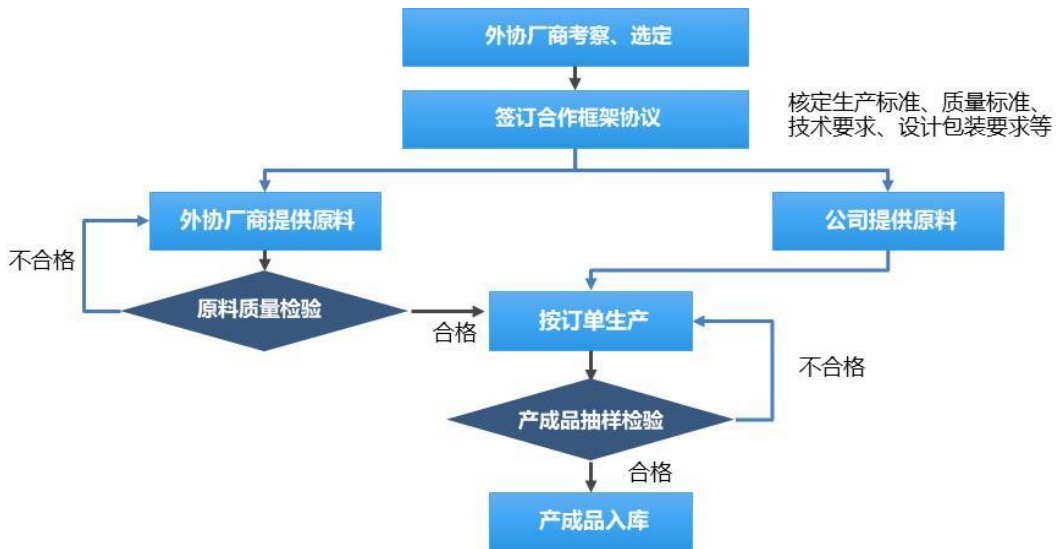 外协厂商考察、选定
签订合作框架协议
核定生产标准、质量标准、
技术要求、设计包装要求等
外协厂商提供原料
公司提供原料
不合格
原料质量检验
合格
按订单生产
不合格
产成品抽样检验
合格
产成品入库